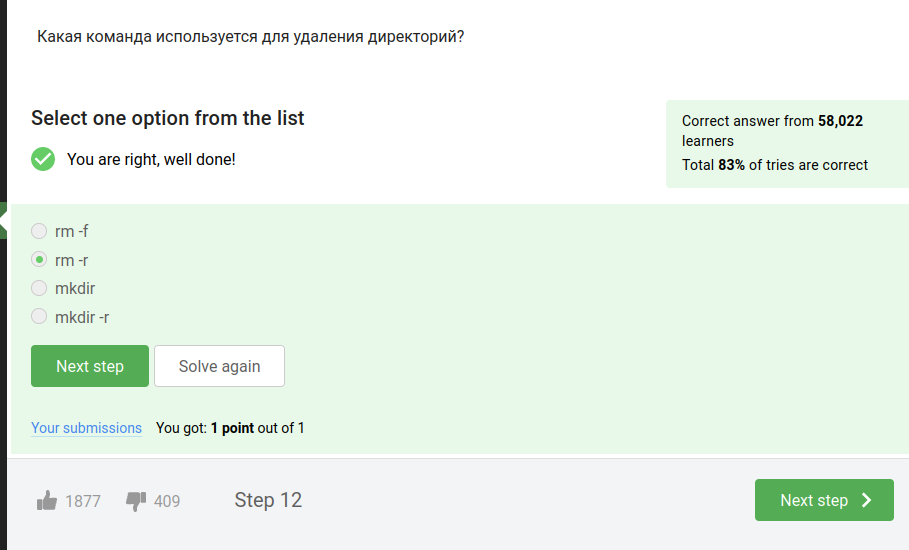 Какая команда используется для удаления директорий?
Select one option from the list
You are right, well done!
Correct answer from 58,022
learners
Total 83% of tries are correct
rm -f
rm -r
mkdir
mkdir -r
Next step
Solve again
Your submissions You got: 1 point out of 1
1877
409
Step 12
Next step